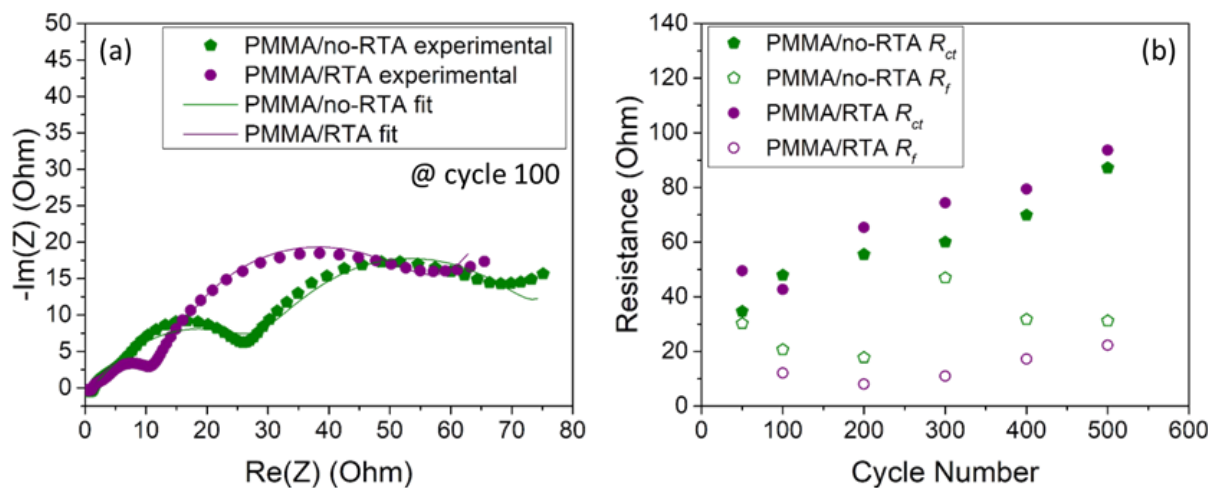 (a)
PMMA/no-RTA experimental
PMMA/RTA experimental
PMMA/no-RTA fit
PMMA/RTA fit
@ cycle 100
50
45
40
35
30
25
20
15
10
5
0
-Im(Z) (Ohm)
0 10 20 30 40 50 60 70 80
Re(Z) (Ohm)
(b)
PMMA/no-RTA Rct
PMMA/no-RTA Rf
PMMA/RTA Rct
PMMA/RTA Rf
140
120
100
80
60
40
20
0
Resistance (Ohm)
0 100 200 300 400 500 600
Cycle Number